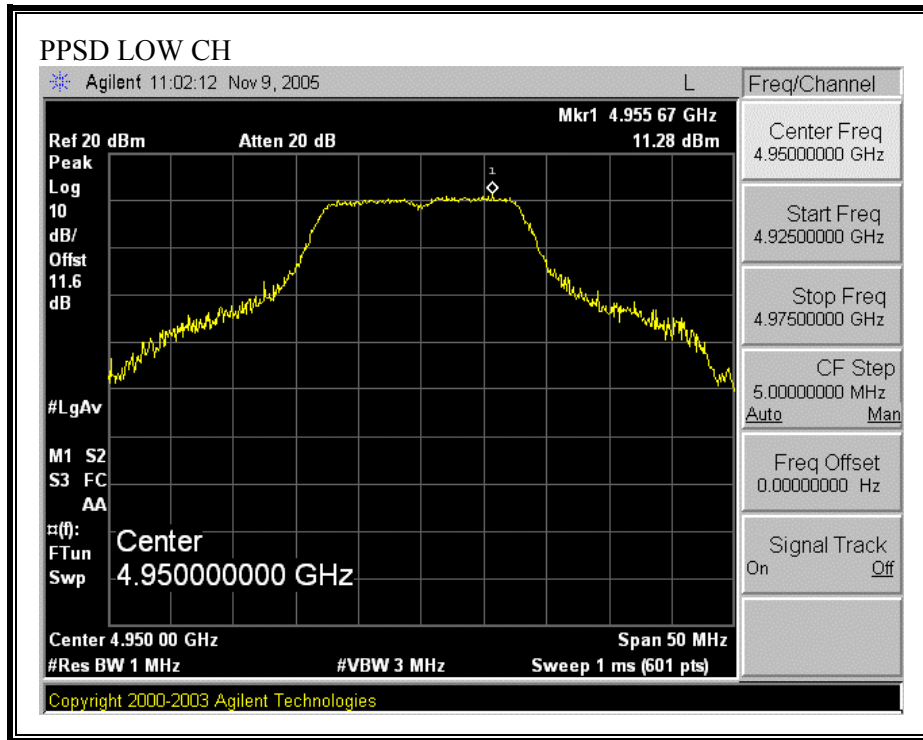 PPSD LOW CH
Agilent 11:02:12 Nov 9, 2005 L
Freq/Channel
Mkr1 4.955 67 GHz
Ref 20 dBm Atten 20 dB 11.28 dBm
Peak
Log
10
dB/
Offst
11.6
dB
1
#LgAv
M1 S2
S3 FC
AA
¤(f):
FTun
Swp
Center
4.950000000 GHz
Center 4.950 00 GHz Span 50 MHz
#Res BW 1 MHz #VBW 3 MHz Sweep 1 ms (601 pts)
Center Freq
4.95000000 GHz
Start Freq
4.92500000 GHz
Stop Freq
4.97500000 GHz
CF Step
5.00000000 MHz
Auto Man
Freq Offset
0.00000000 Hz
Signal Track
On Off
Copyright 2000-2003 Agilent Technologies